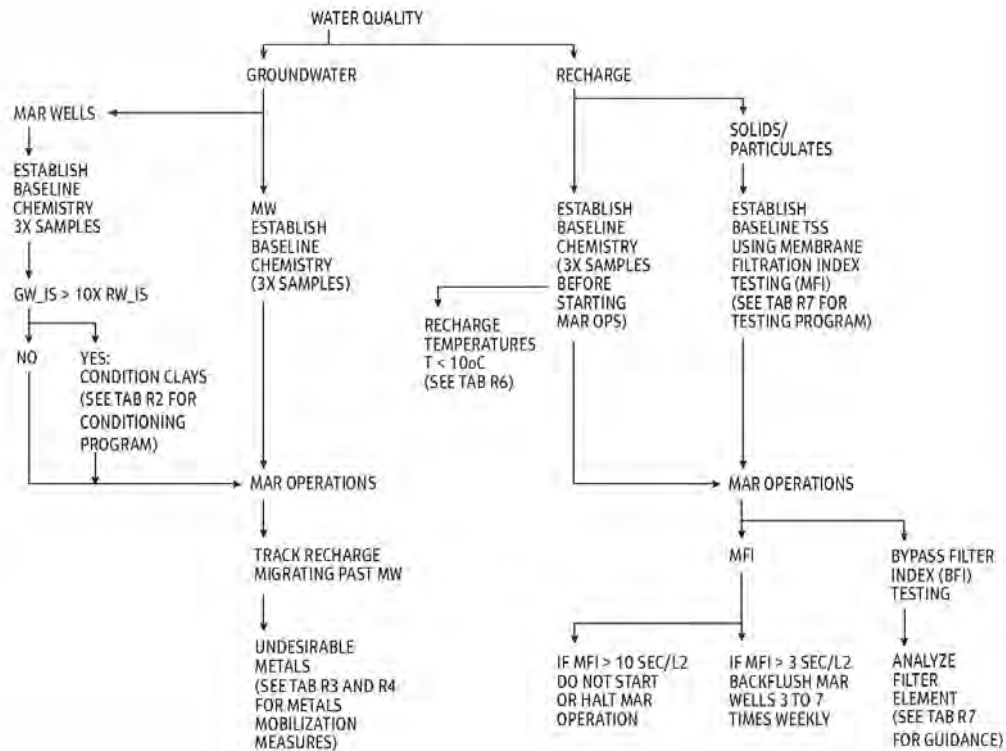 WATER QUALITY
GROUNDWATER
RECHARGE
MAR WELLS
SOLIDS/
PARTICULATES
ESTABLISH
BASELINE
CHEMISTRY
3X SAMPLES
MW
ESTABLISH
BASELINE
CHEMISTRY
(3X SAMPLES)
ESTABLISH
BASELINE
CHEMISTRY
(3X SAMPLES
BEFORE
STARTING
MAR OPS)
ESTABLISH
BASELINE TSS
USING MEMBRANE
FILTRATION INDEX
TESTING (MFI)
(SEE TAB R7 FOR
TESTING PROGRAM)
GW_IS > 10X RW_IS
RECHARGE
TEMPERATURES
T < 10oC
(SEE TAB R6)
NO
YES:
CONDITION CLAYS
(SEE TAB R2 FOR
CONDITIONING
PROGRAM)
MAR OPERATIONS
MAR OPERATIONS
TRACK RECHARGE
MIGRATING PAST MW
MFI
BYPASS FILTER
INDEX (BFI)
TESTING
UNDESIRABLE
METALS
(SEE TAB R3 AND R4
FOR METALS
MOBILIZATION
MEASURES)
IF MFI > 10 SEC/L2
DO NOT START
OR HALT MAR
OPERATION
IF MFI > 3 SEC/L2
BACKFLUSH MAR
WELLS 3 TO 7
TIMES WEEKLY
ANALYZE
FILTER
ELEMENT
(SEE TAB R7
FOR GUIDANCE)